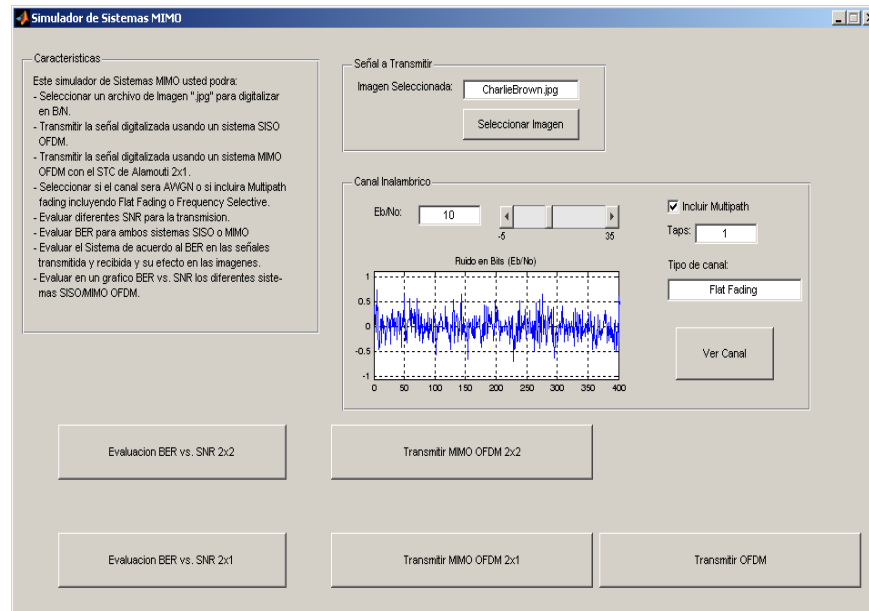 Simulador de Sistemas MIMO
Caracteristicas
Este simulador de Sistemas MIMO usted podra:
- Seleccionar un archivo de Imagen ".jpg" para digitalizar
en B/N.
- Transmitir la señal digitalizada usando un sistema SISO
OFDM.
- Transmitir la señal digitalizada usando un sistema MIMO
OFDM con el STC de Alamouti 2x1.
- Seleccionar si el canal sera AWGN o si incluira Multipath
fading incluyendo Flat Fading o Frequency Selective.
- Evaluar diferentes SNR para la transmision.
- Evaluar BER para ambos sistemas SISO o MIMO
- Evaluar el Sistema de acuerdo al BER en las señales
transmitida y recibida y su efecto en las imagenes.
- Evaluar en un grafico BER vs. SNR los diferentes siste-
mas SISO/MIMO OFDM.
Señal a Transmitir
Imagen Seleccionada: CharlieBrown.jpg
Seleccionar Imagen
Canal Inalambrico
Eb/No: 10
-5 35
Incluir Multipath
Taps: 1
Tipo de canal:
Flat Fading
Ver Canal
Ruido en Bits (Eb/No)
1
0.5
0
-0.5
-1
0 50 100 150 200 250 300 350 400
Evaluacion BER vs. SNR 2x2
Transmitir MIMO OFDM 2x2
Evaluacion BER vs. SNR 2x1
Transmitir MIMO OFDM 2x1
Transmitir OFDM